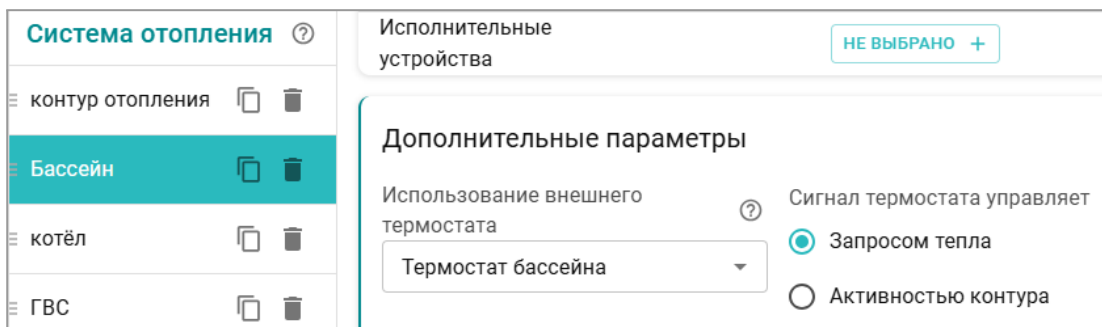 Система отопления
контур отопления
Бассейн
котёл
ГВС
Исполнительные
устройства
НЕ ВЫБРАНО +
Дополнительные параметры
Использование внешнего
термостата
Термостат бассейна
Сигнал термостата управляет
Запросом тепла
Активностью контура